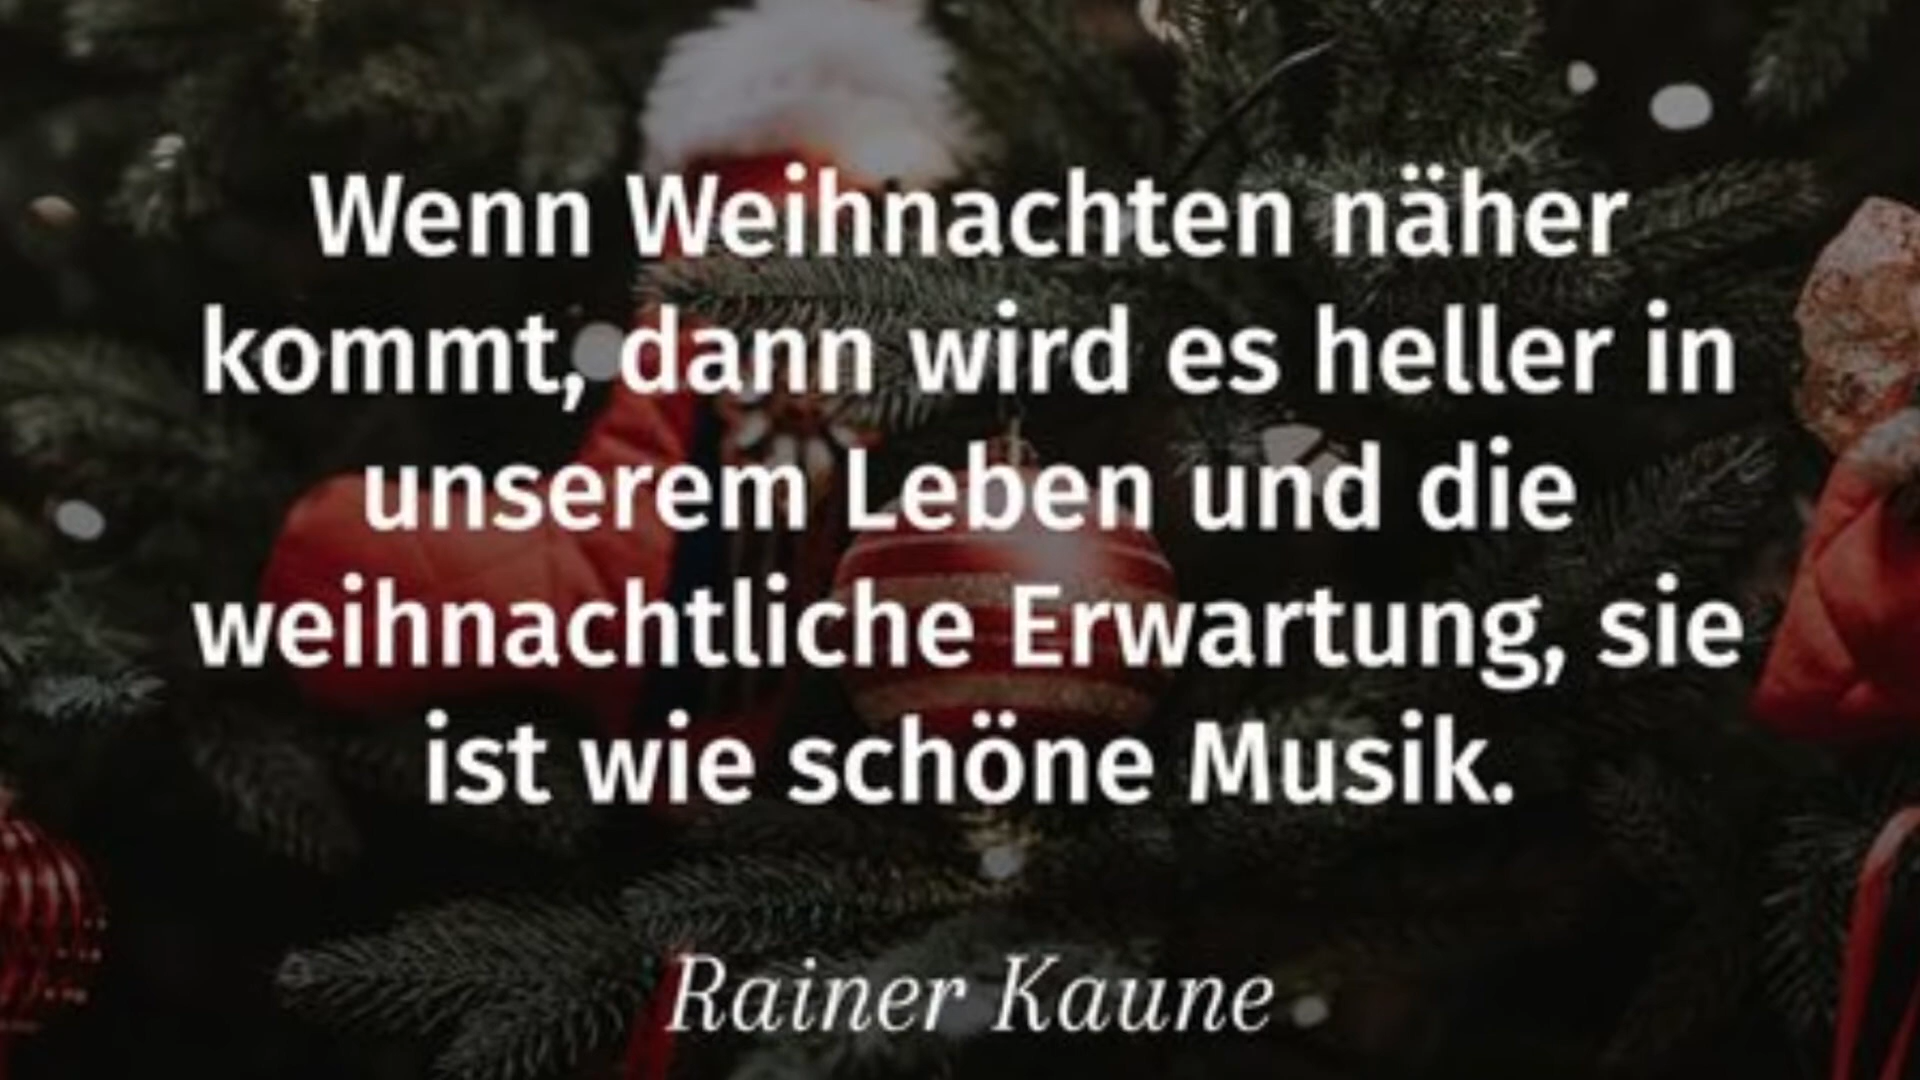 Wenn Weihnachten näher
kommt, dann wird es heller in
unserem Leben und die
weihnachtliche Erwartung, sie
ist wie schöne Musik.
Rainer Kaune